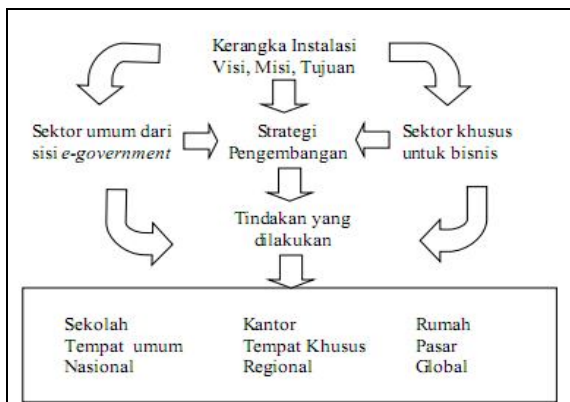 Kerangka Instalasi
Visi, Misi, Tujuan
Sektor umum dari
sisi e-government
Strategi
Pengembangan
Sektor khusus
untuk bisnis
Tindakan yang
dilakukan
Sekolah
Tempat umum
Nasional
Kantor
Tempat Khusus
Regional
Rumah
Pasar
Global